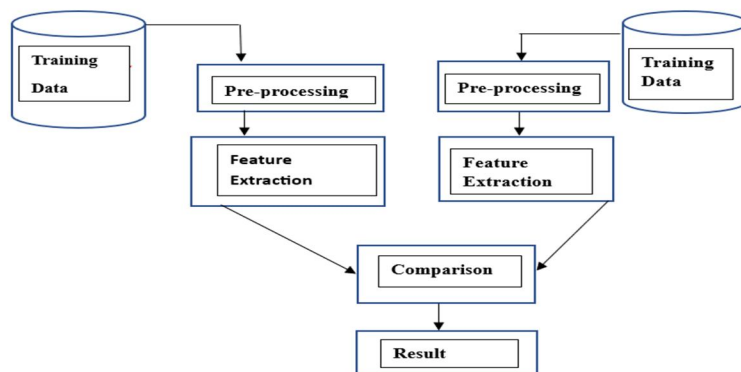 Training
Data
Pre-processing
Feature
Extraction
Training
Data
Pre-processing
Feature
Extraction
Comparison
Result